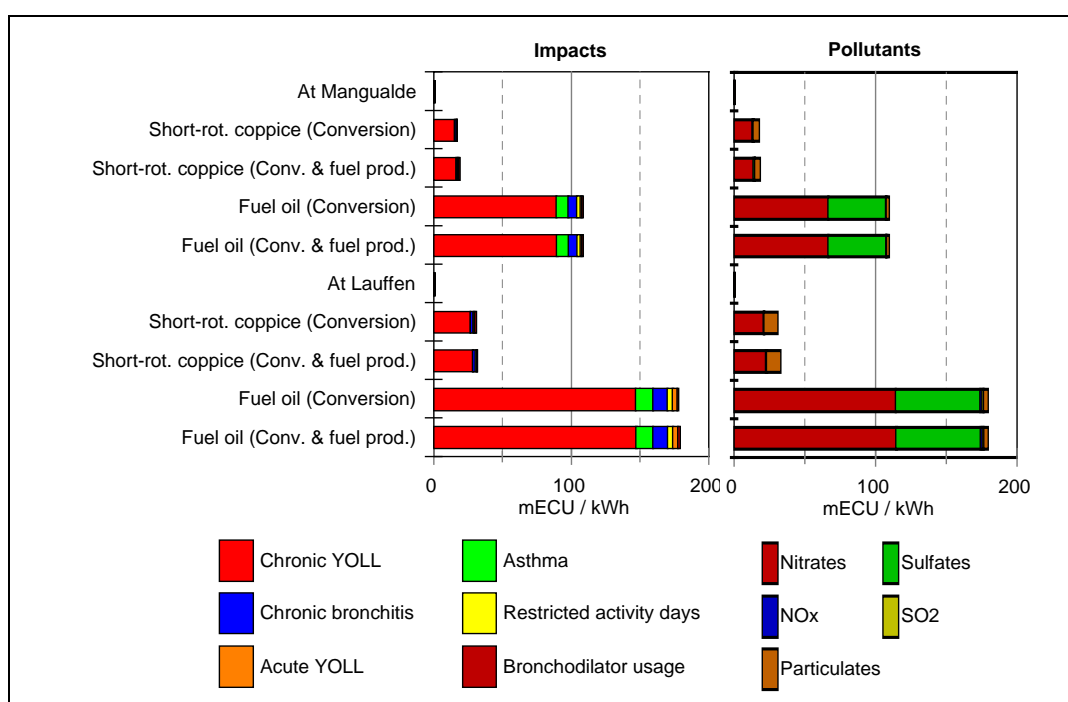 Impacts
Pollutants
At Mangualde
Short-rot. coppice (Conversion)
Short-rot. coppice (Conv. & fuel prod.)
Fuel oil (Conversion)
Fuel oil (Conv. & fuel prod.)
At Lauffen
Short-rot. coppice (Conversion)
Short-rot. coppice (Conv. & fuel prod.)
Fuel oil (Conversion)
Fuel oil (Conv. & fuel prod.)
0 100 200
mECU / kWh
0 100 200
mECU / kWh
Chronic YOLL
Asthma
Chronic bronchitis
Restricted activity days
Acute YOLL
Bronchodilator usage
Nitrates
Sulfates
NOx
SO2
Particulates